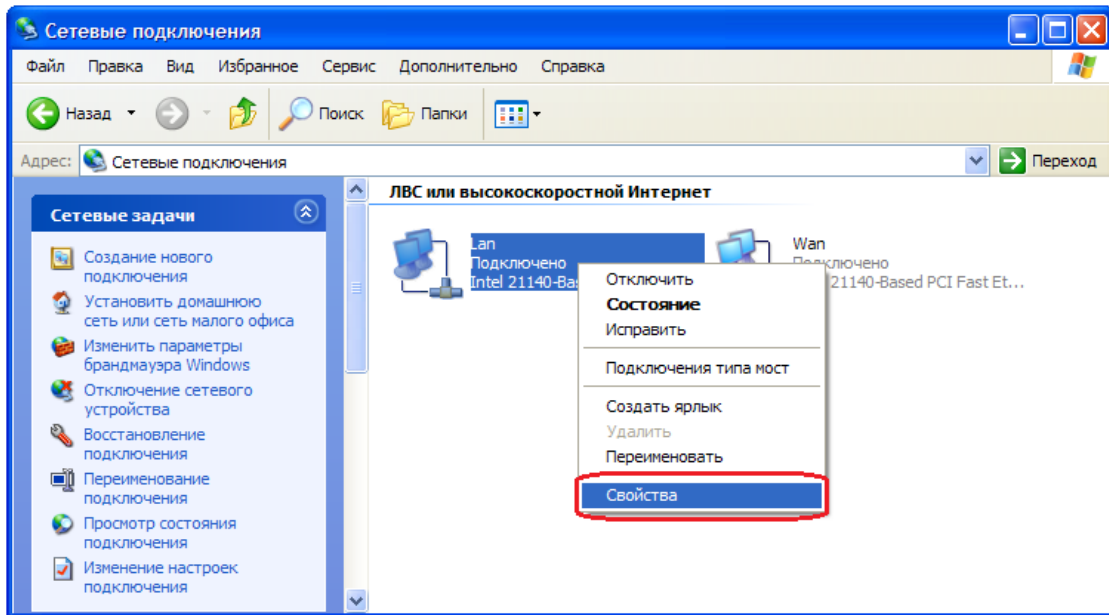 Сетевые подключения
Файл Правка Вид Избранное Сервис Дополнительно Справка
Назад Поиск Папки
Адрес: Сетевые подключения Переход
Сетевые задачи
Создание нового
подключения
Установить домашнюю
сеть или сеть малого офиса
Изменить параметры
брандмауэра Windows
Отключение сетевого
устройства
Восстановление
подключения
Переименование
подключения
Просмотр состояния
подключения
Изменение настроек
подключения
ЛВС или высокоскоростной Интернет
Lan
Подключено
Intel 21140-Ba
Wan
Подключено
21140-Based PCI Fast Et...
Отключить
Состояние
Исправить
Подключения типа мост
Создать ярлык
Удалить
Переименовать
Свойства